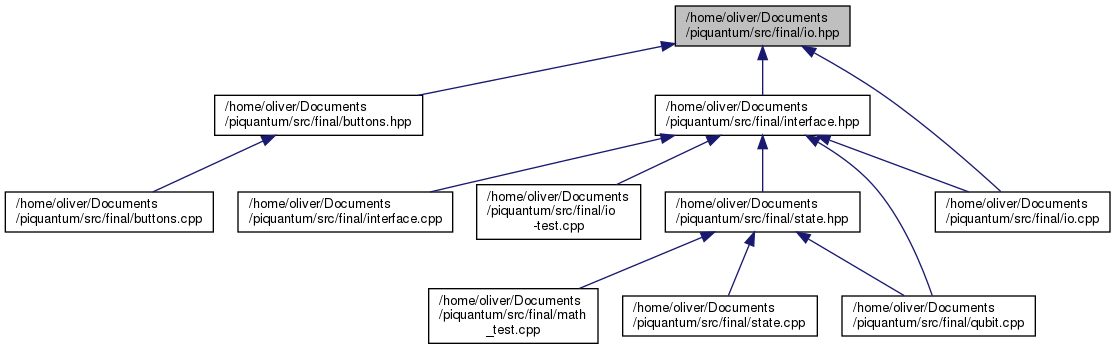 /home/oliver/Documents
/piquantum/src/final/io.hpp
/home/oliver/Documents
/piquantum/src/final/buttons.hpp
/home/oliver/Documents
/piquantum/src/final/interface.hpp
/home/oliver/Documents
/piquantum/src/final/buttons.cpp
/home/oliver/Documents
/piquantum/src/final/interface.cpp
/home/oliver/Documents
/piquantum/src/final/io
-test.cpp
/home/oliver/Documents
/piquantum/src/final/state.hpp
/home/oliver/Documents
/piquantum/src/final/io.cpp
/home/oliver/Documents
/piquantum/src/final/math
_test.cpp
/home/oliver/Documents
/piquantum/src/final/state.cpp
/home/oliver/Documents
/piquantum/src/final/qubit.cpp